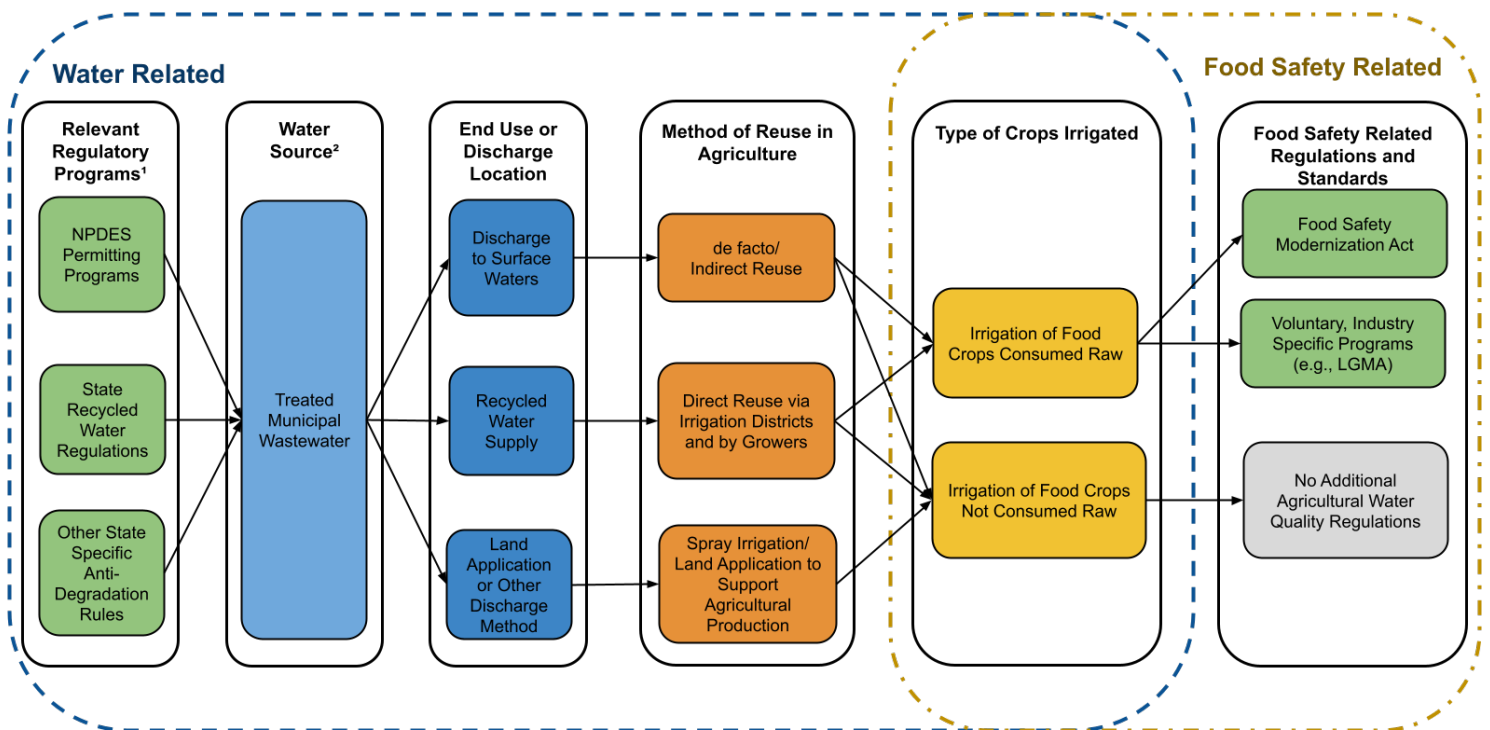 Water Related
Food Safety Related
Relevant
Regulatory
Programs¹
NPDES
Permitting
Programs
State
Recycled
Water
Regulations
Other State
Specific
Anti-
Degradation
Rules
Water
Source²
Treated
Municipal
Wastewater
End Use or
Discharge
Location
Discharge
to Surface
Waters
Recycled
Water
Supply
Land
Application
or Other
Discharge
Method
Method of Reuse in
Agriculture
de facto/
Indirect Reuse
Direct Reuse via
Irrigation Districts
and by Growers
Spray Irrigation/
Land Application to
Support
Agricultural
Production
Type of Crops Irrigated
Irrigation of Food
Crops Consumed Raw
Irrigation of Food Crops
Not Consumed Raw
Food Safety Related
Regulations and
Standards
Food Safety
Modernization Act
Voluntary, Industry
Specific Programs
(e.g., LGMA)
No Additional
Agricultural Water
Quality Regulations